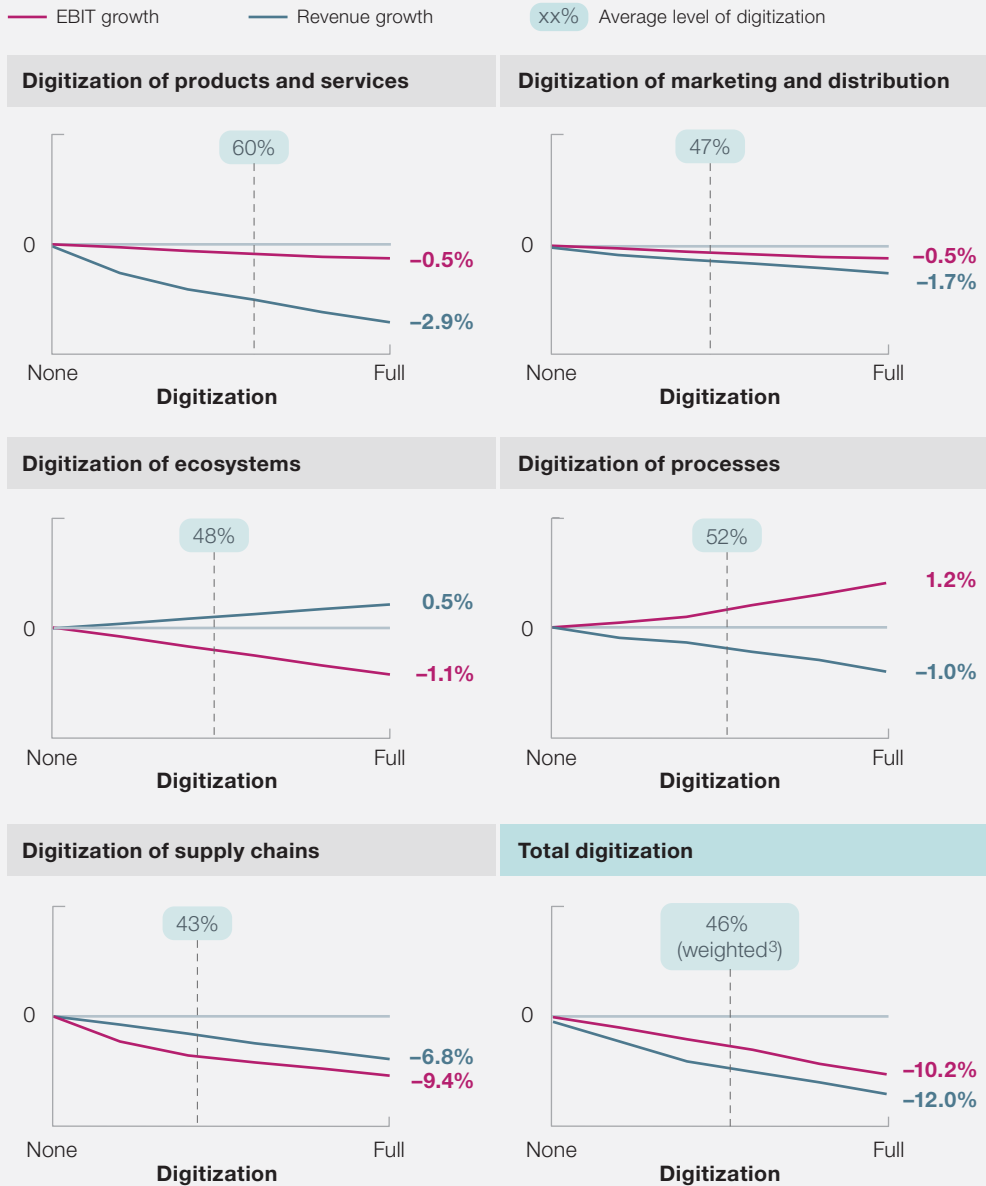 EBIT growth
Revenue growth
xx% Average level of digitization
Digitization of products and services
60%
0
–0.5%
–2.9%
None
Full
Digitization
Digitization of marketing and distribution
47%
0
–0.5%
–1.7%
None
Full
Digitization
Digitization of ecosystems
48%
0
0.5%
–1.1%
None
Full
Digitization
Digitization of processes
52%
0
1.2%
–1.0%
None
Full
Digitization
Digitization of supply chains
43%
0
–6.8%
–9.4%
None
Full
Digitization
Total digitization
46%
(weighted³)
0
–10.2%
–12.0%
None
Full
Digitization